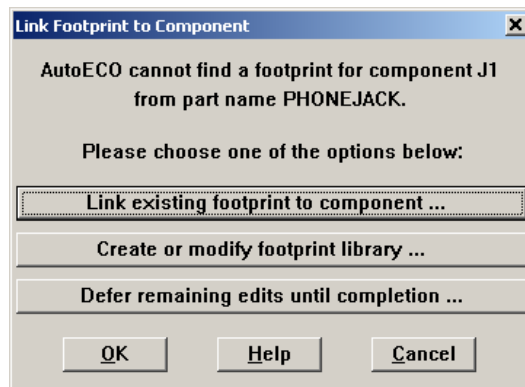 Link Footprint to Component
AutoECO cannot find a footprint for component J1
from part name PHONEJACK.
Please choose one of the options below:
Link existing footprint to component ...
Create or modify footprint library ...
Defer remaining edits until completion ...
OK Help Cancel